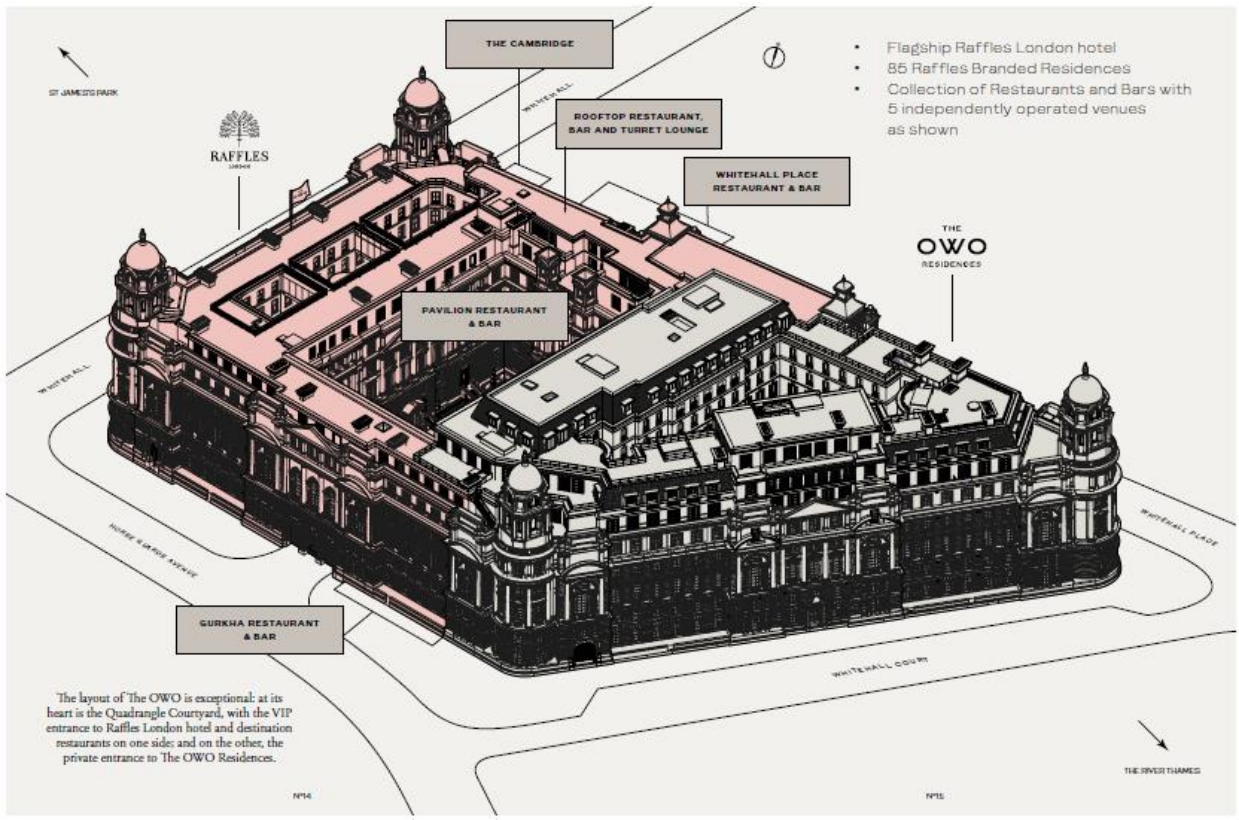 THE CAMBRIDGE
• Flagship Raffles London hotel
• 85 Raffles Branded Residences
• Collection of Restaurants and Bars with
5 independently operated venues
as shown
ST JAMES'S PARK
WHITEHALL
ROOFTOP RESTAURANT,
BAR AND TURRET LOUNGE
RAFFLES
LONDON
WHITEHALL PLACE
RESTAURANT & BAR
THE
OWO
RESIDENCES
PAVILION RESTAURANT
& BAR
WHITEHALL
HORSE GUARDS AVENUE
WHITEHALL PLACE
GURKHA RESTAURANT
& BAR
WHITEHALL COURT
The layout of The OWO is exceptional: at its
heart is the Quadrangle Courtyard, with the VIP
entrance to Raffles London hotel and destination
restaurants on one side; and on the other, the
private entrance to The OWO Residences.
THE RIVER THAMES
Nº14
Nº15